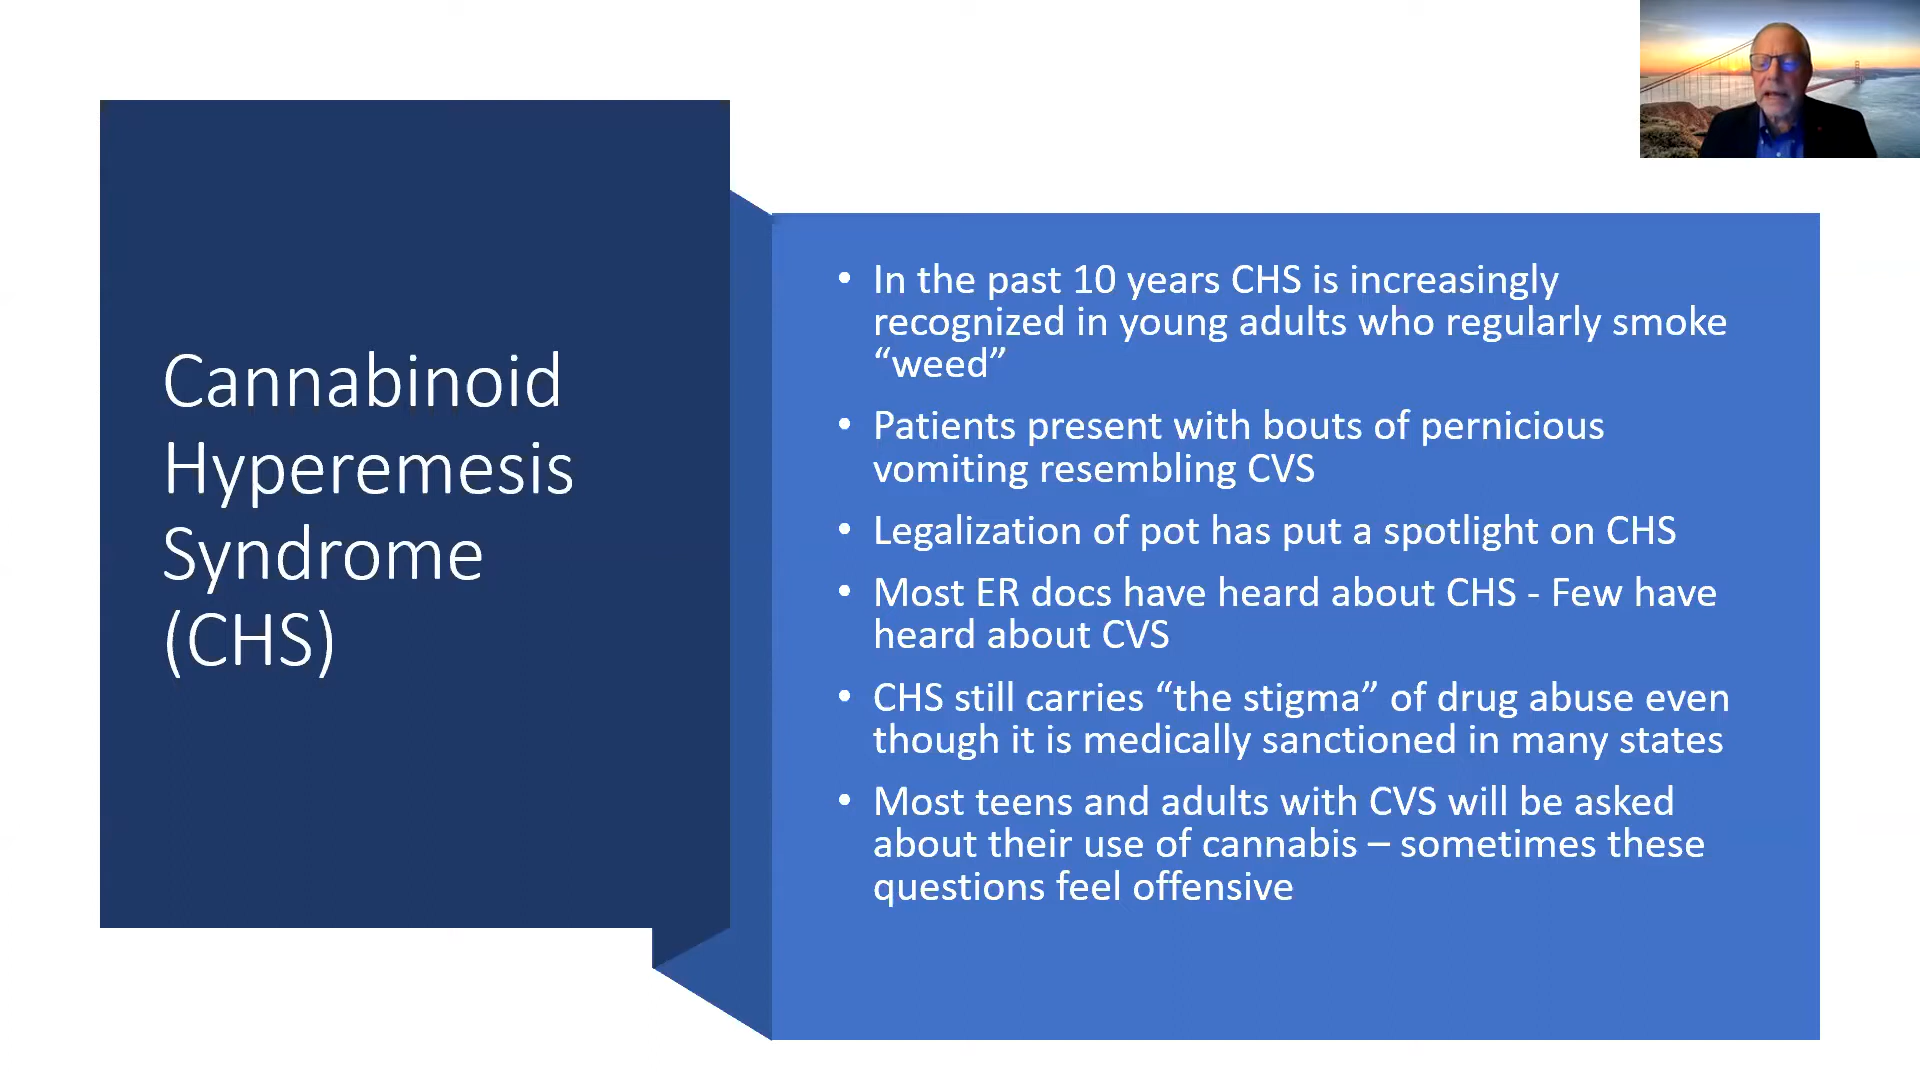 Cannabinoid
Hyperemesis
Syndrome
(CHS)
• In the past 10 years CHS is increasingly
recognized in young adults who regularly smoke
“weed”
• Patients present with bouts of pernicious
vomiting resembling CVS
• Legalization of pot has put a spotlight on CHS
• Most ER docs have heard about CHS - Few have
heard about CVS
• CHS still carries “the stigma” of drug abuse even
though it is medically sanctioned in many states
• Most teens and adults with CVS will be asked
about their use of cannabis – sometimes these
questions feel offensive